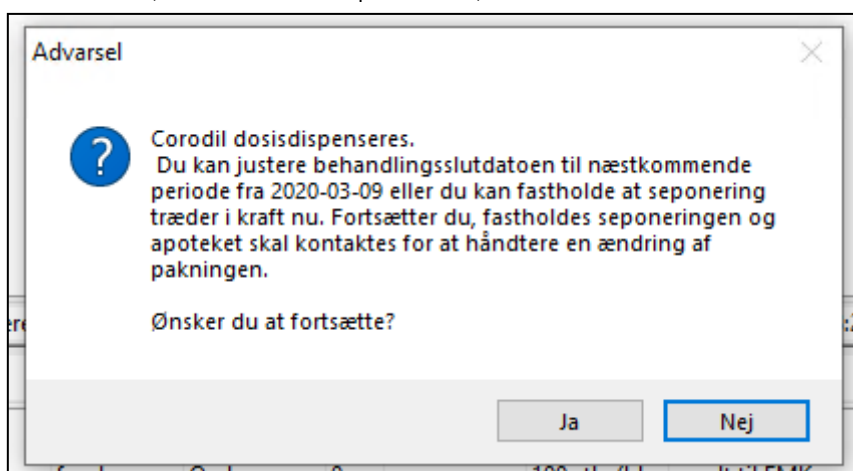 Advarsel
Corodil dosisdispenseres.
Du kan justere behandlingsslutdatoen til næstkommende
periode fra 2020-03-09 eller du kan fastholde at seponering
træder i kraft nu. Fortsætter du, fastholdes seponeringen og
apoteket skal kontaktes for at håndtere en ændring af
pakningen.
Ønsker du at fortsætte?
Ja Nej